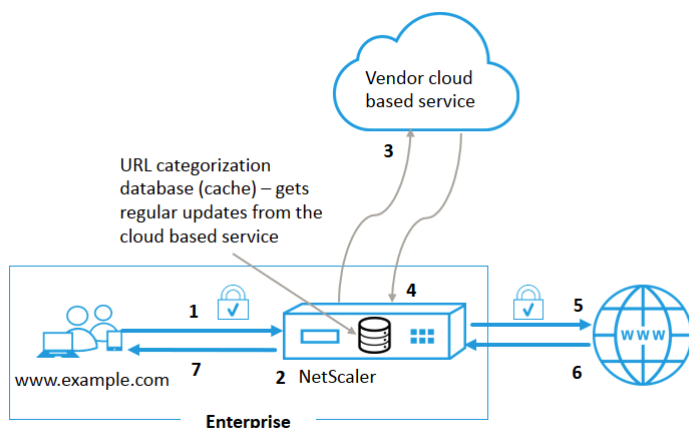 Vendor cloud
based service
3
URL categorization
database (cache) – gets
regular updates from the
cloud based service
4
1
5
www
7
6
2
NetScaler
www.example.com
Enterprise